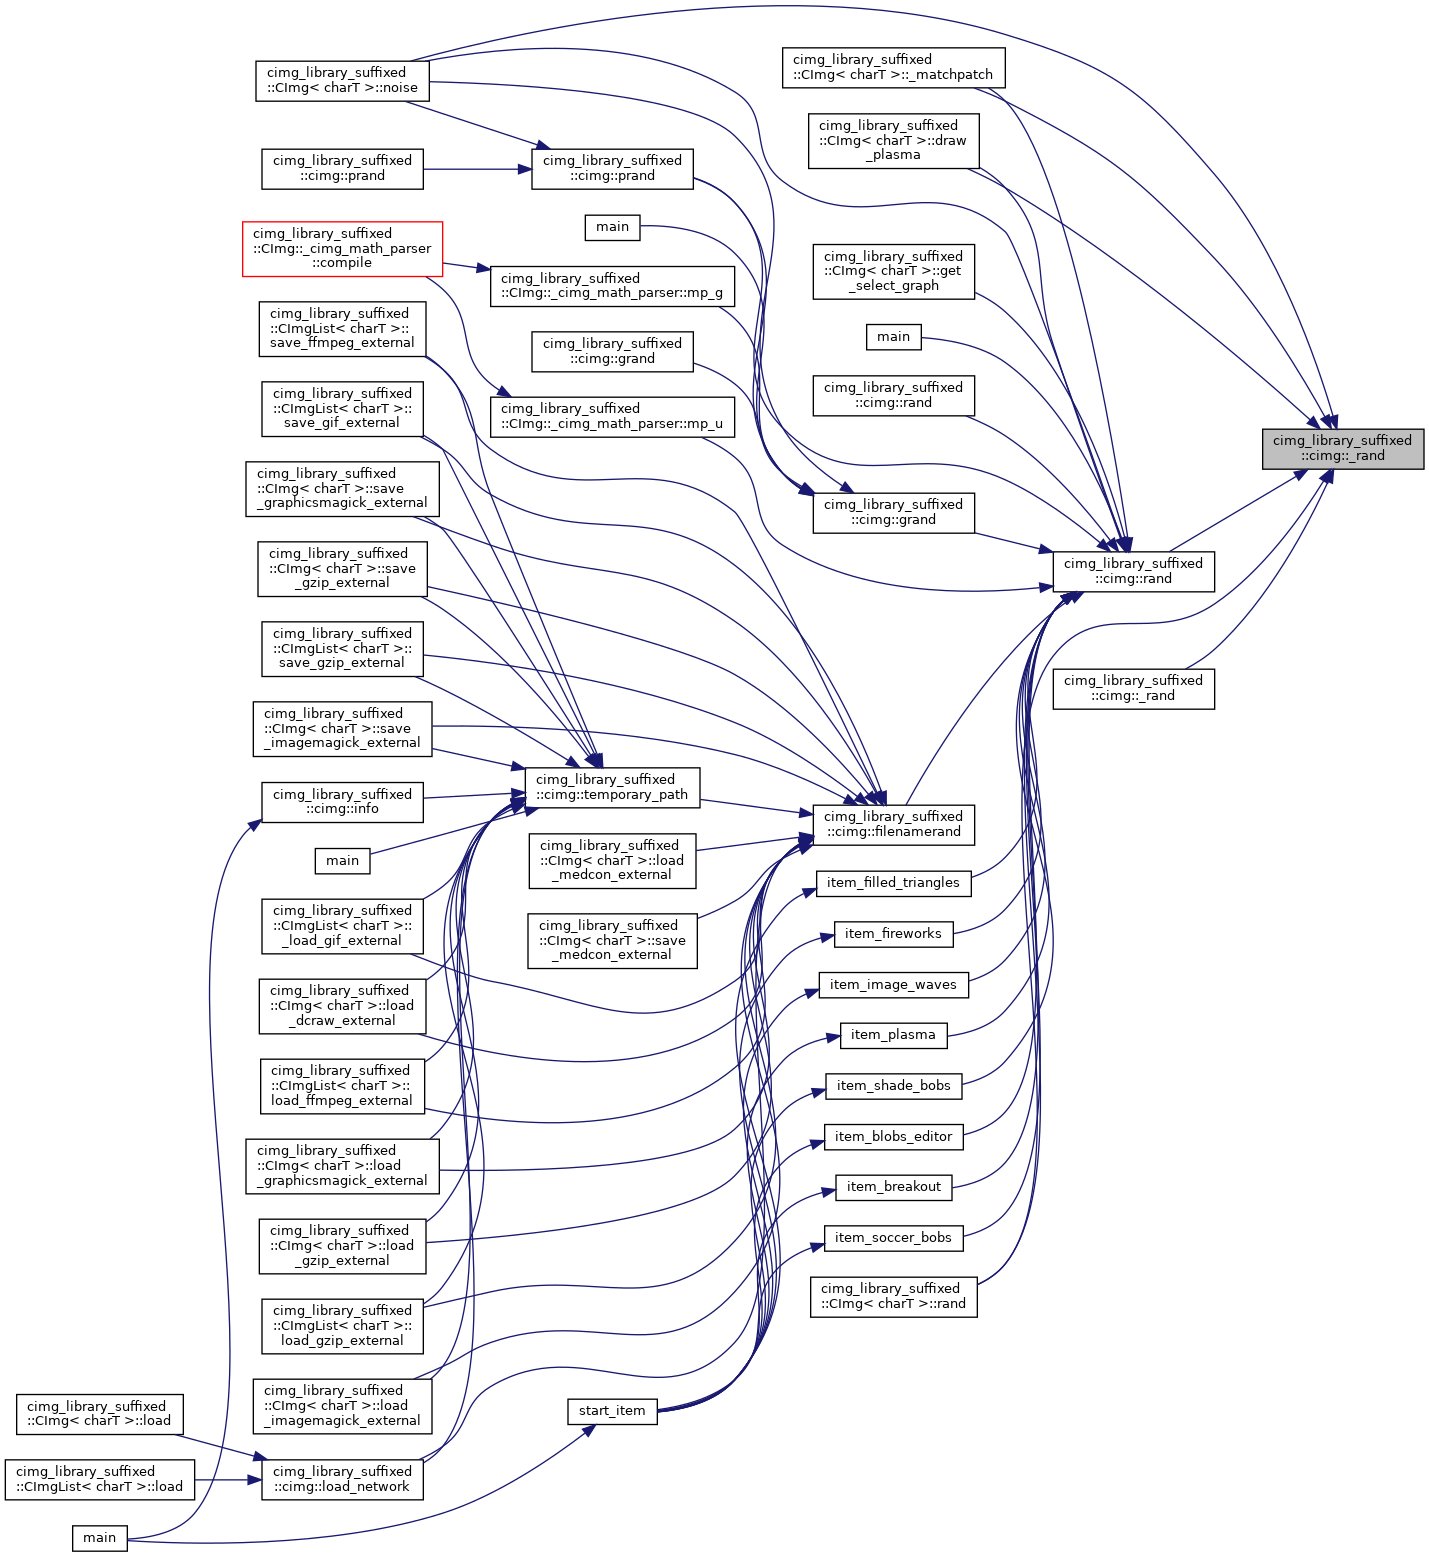 cimg_library_suffixed
::CImg< charT >::noise
cimg_library_suffixed
::cimg::prand
cimg_library_suffixed
::CImg::_cimg_math_parser
::compile
cimg_library_suffixed
::CImgList< charT >::
save_ffmpeg_external
cimg_library_suffixed
::CImgList< charT >::
save_gif_external
cimg_library_suffixed
::CImg< charT >::save
_graphicsmagick_external
cimg_library_suffixed
::CImg< charT >::save
_gzip_external
cimg_library_suffixed
::CImgList< charT >::
save_gzip_external
cimg_library_suffixed
::CImg< charT >::save
_imagemagick_external
cimg_library_suffixed
::cimg::info
main
cimg_library_suffixed
::CImgList< charT >::
_load_gif_external
cimg_library_suffixed
::CImg< charT >::load
_dcraw_external
cimg_library_suffixed
::CImgList< charT >::
load_ffmpeg_external
cimg_library_suffixed
::CImg< charT >::load
_graphicsmagick_external
cimg_library_suffixed
::CImg< charT >::load
_gzip_external
cimg_library_suffixed
::CImgList< charT >::
load_gzip_external
cimg_library_suffixed
::CImg< charT >::load
_imagemagick_external
cimg_library_suffixed
::cimg::load_network
cimg_library_suffixed
::CImg< charT >::load
cimg_library_suffixed
::CImgList< charT >::load
main
cimg_library_suffixed
::cimg::prand
main
cimg_library_suffixed
::CImg::_cimg_math_parser::mp_g
cimg_library_suffixed
::cimg::grand
cimg_library_suffixed
::CImg::_cimg_math_parser::mp_u
cimg_library_suffixed
::cimg::temporary_path
cimg_library_suffixed
::CImg< charT >::load
_medcon_external
cimg_library_suffixed
::CImg< charT >::save
_medcon_external
start_item
cimg_library_suffixed
::CImg< charT >::_matchpatch
cimg_library_suffixed
::CImg< charT >::draw
_plasma
cimg_library_suffixed
::CImg< charT >::get
_select_graph
main
cimg_library_suffixed
::cimg::rand
cimg_library_suffixed
::cimg::grand
cimg_library_suffixed
::cimg::filenamerand
item_filled_triangles
item_fireworks
item_image_waves
item_plasma
item_shade_bobs
item_blobs_editor
item_breakout
item_soccer_bobs
cimg_library_suffixed
::CImg< charT >::rand
cimg_library_suffixed
::cimg::rand
cimg_library_suffixed
::cimg::_rand
cimg_library_suffixed
::cimg::_rand